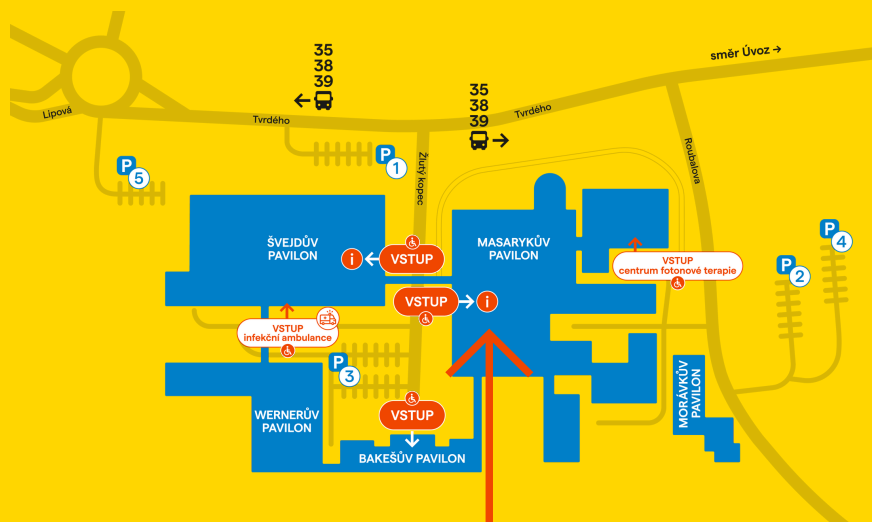 35
38
39
směr Úvoz →
35
38
39
Lípová
Tvrdého
Tvrdého
P
1
Žlutý kopec
Roubalova
P
5
ŠVEJDŮV
PAVILON
MASARYKŮV
PAVILON
P
4
i
VSTUP
VSTUP
centrum fotonové terapie
P
2
VSTUP
i
VSTUP
infekční ambulance
P
3
MORÁVKŮV
PAVILON
WERNERŮV
PAVILON
VSTUP
BAKEŠŮV PAVILON